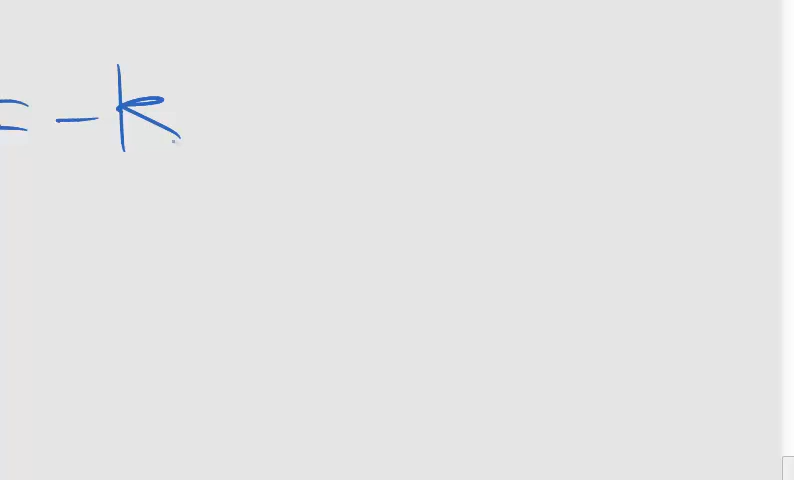 = - k